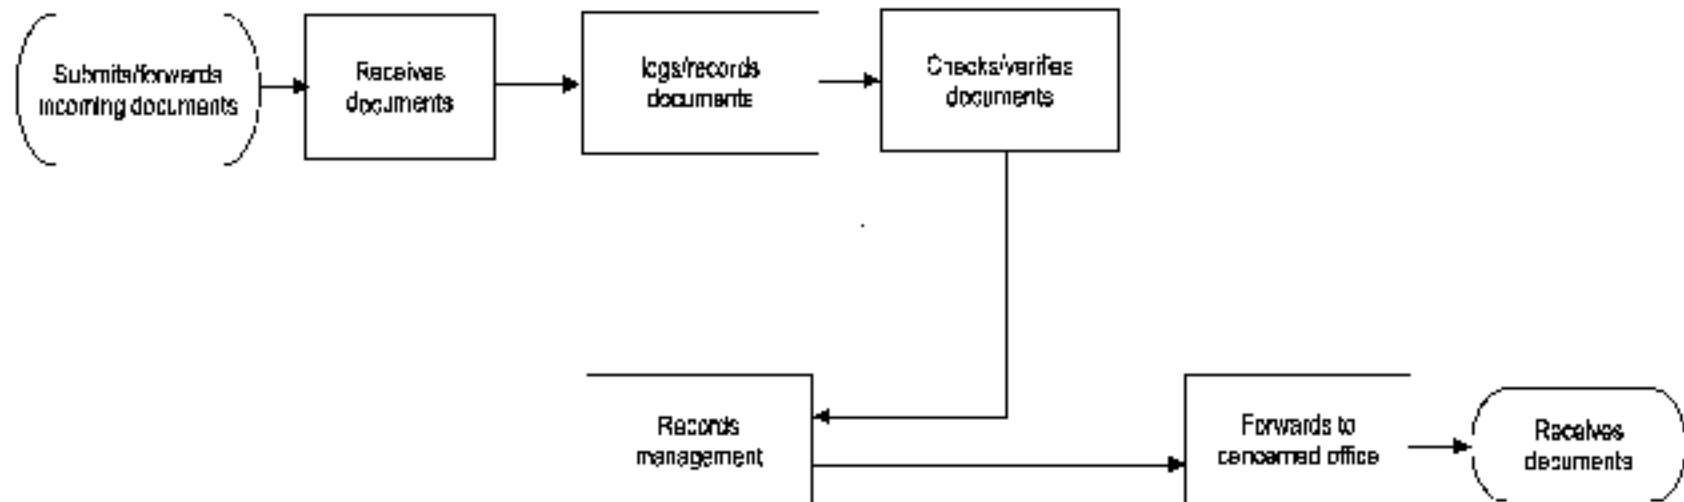 Submits/forwards
incoming documents
Receives
documents
logs/records
documents
Checks/verifies
documents
Records
management
Forwards to
concerned office
Receives
documents